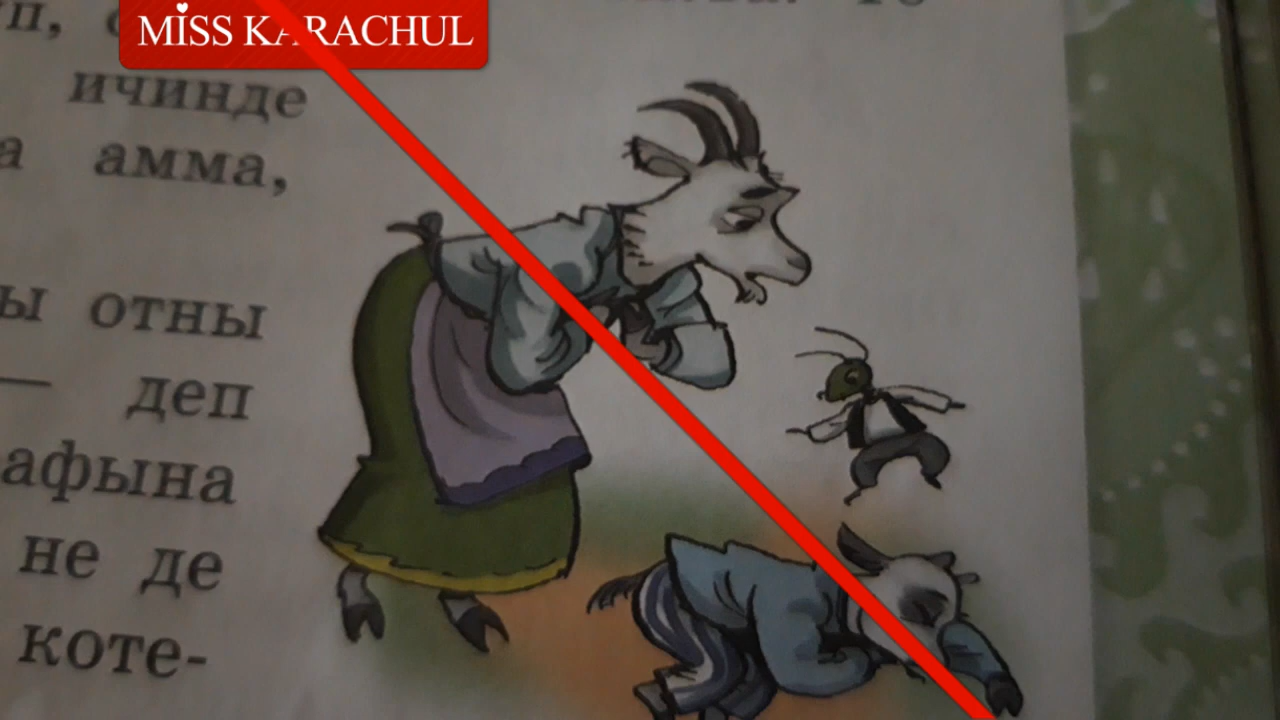 MISS KARACHUL
ичинде
амма,
ы отны
— деп
афына
не де
коте-